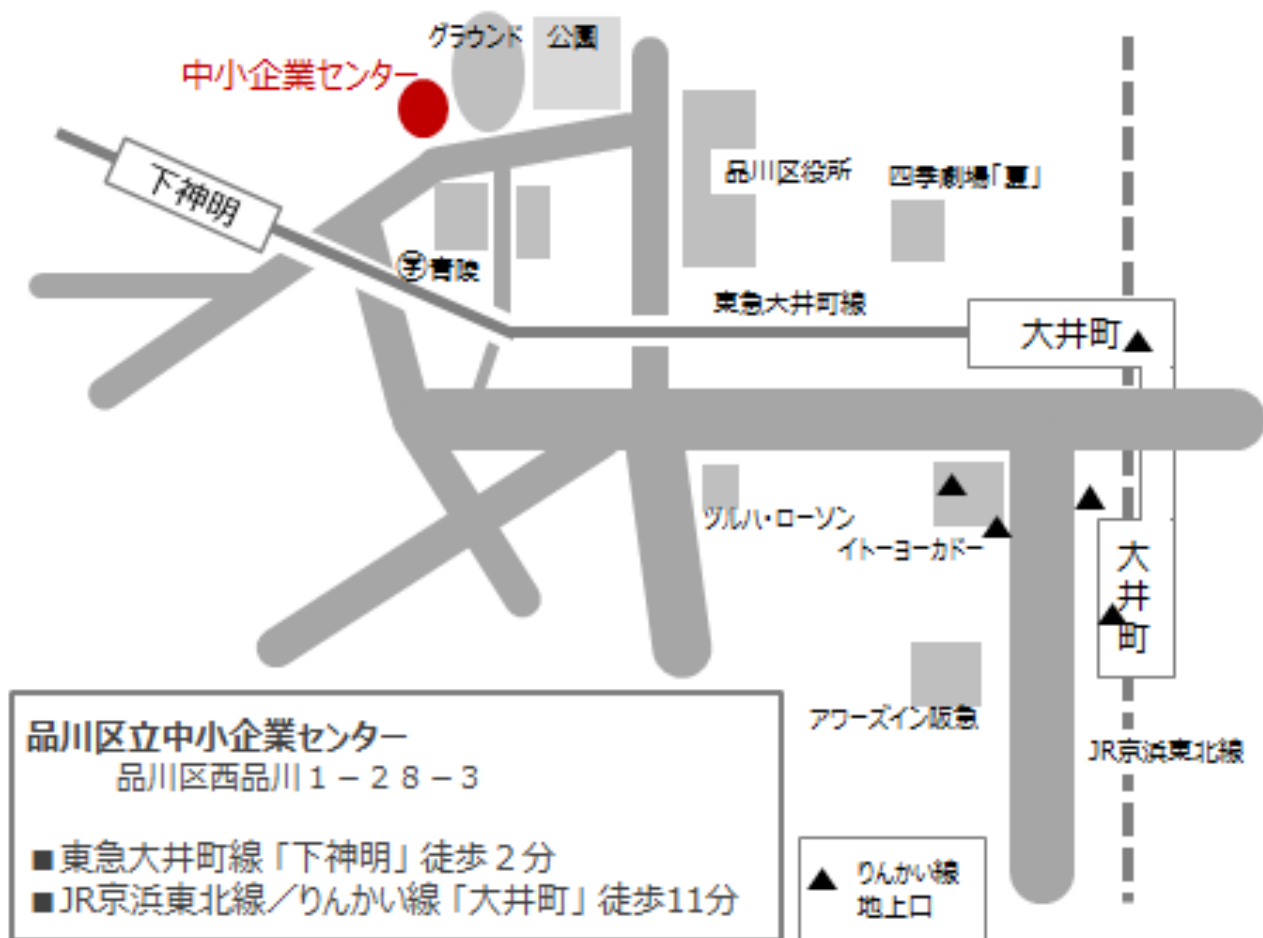 グラウンド
公園
中小企業センター
下神明
品川区役所
四季劇場「夏」
㋻青陵
東急大井町線
大井町
ツルハ・ローソン
イトーヨーカドー
大井町
アワーズイン阪急
JR京浜東北線
品川区立中小企業センター
品川区西品川1-28-3
■東急大井町線「下神明」徒歩2分
■JR京浜東北線/りんかい線「大井町」徒歩11分
▲ りんかい線
地上口